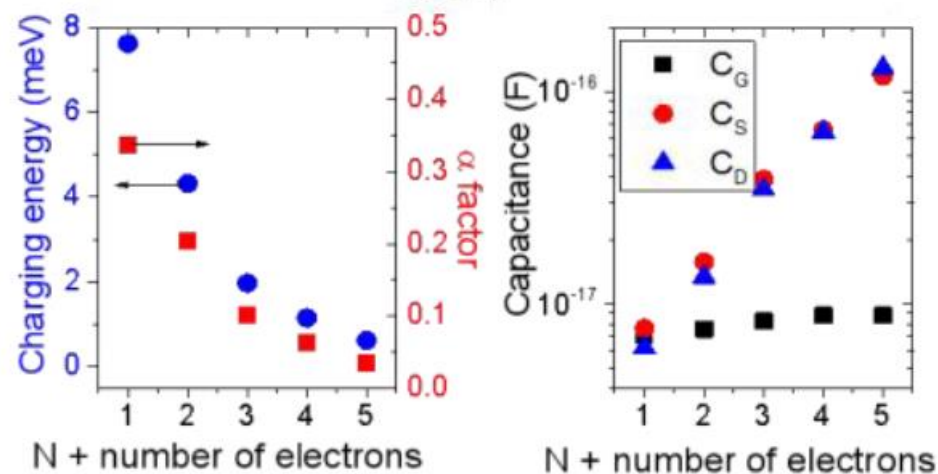 Charging energy (meV)
8
6
4
2
0
0.5
0.4
0.3
0.2
0.1
0.0
α factor
1 2 3 4 5
N + number of electrons
Capacitance (F)
10-16
10-17
CG
CS
CD
1 2 3 4 5
N + number of electrons